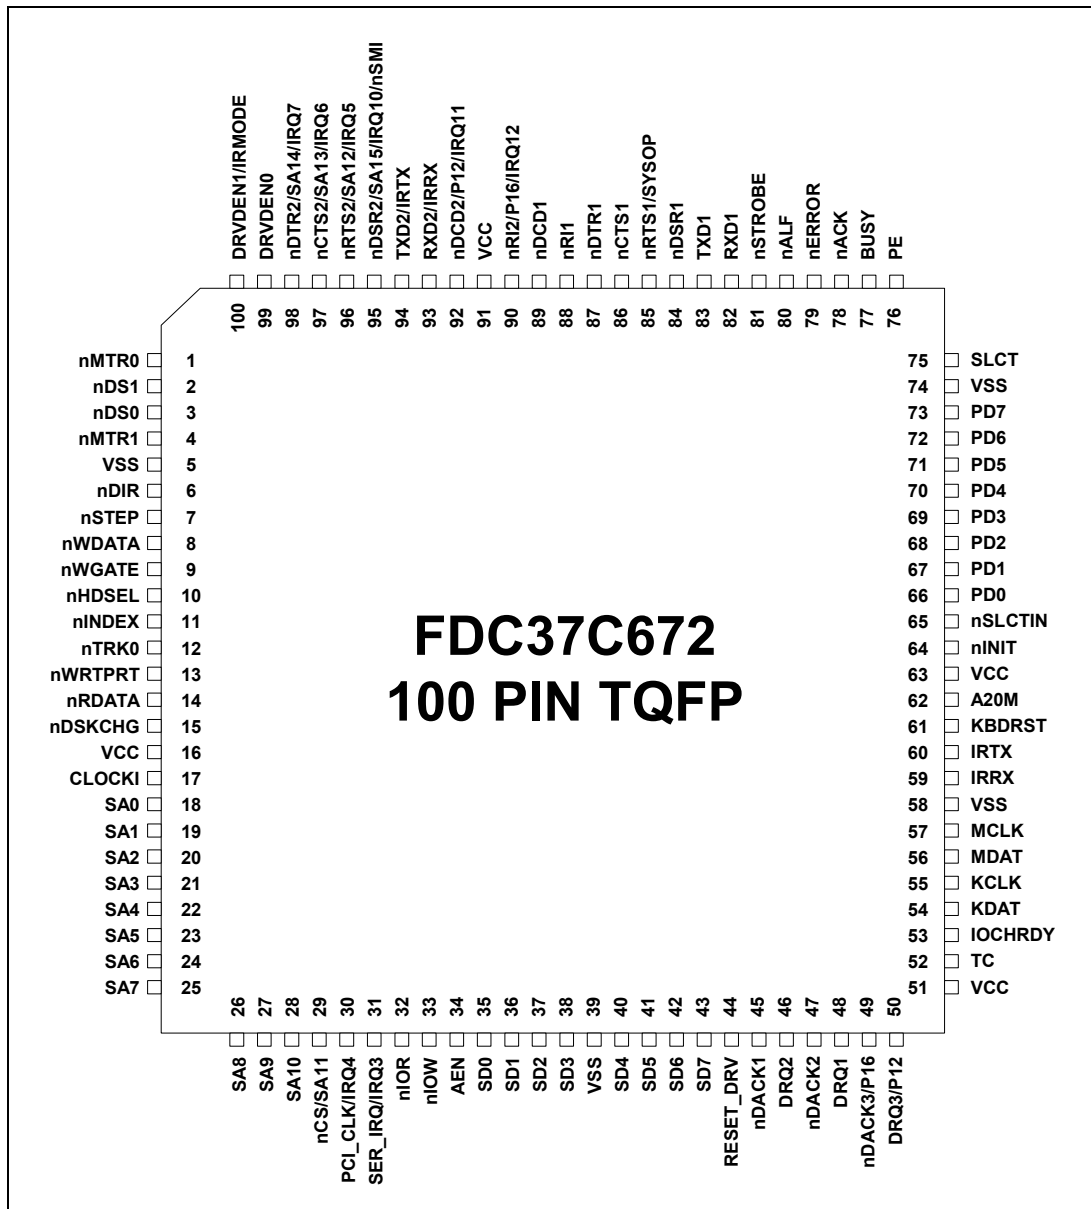 DRVDEN1/IRMODE
DRVDEN0
nDTR2/SA14/IRQ7
nCTS2/SA13/IRQ6
nRTS2/SA12/IRQ5
nDSR2/SA15/IRQ10/nSMI
TXD2/IRTX
RXD2/IRRX
nDCD2/P12/IRQ11
VCC
nRI2/P16/IRQ12
nDCD1
nRI1
nDTR1
nCTS1
nRTS1/SYSOP
nDSR1
TXD1
RXD1
nSTROBE
nALF
nERROR
nACK
BUSY
PE
100
99
98
97
96
95
94
93
92
91
90
89
88
87
86
85
84
83
82
81
80
79
78
77
76
nMTR0 1
nDS1 2
nDS0 3
nMTR1 4
VSS 5
nDIR 6
nSTEP 7
nWDATA 8
nWGATE 9
nHDSEL 10
nINDEX 11
nTRK0 12
nWRTPRT 13
nRDATA 14
nDSKCHG 15
VCC 16
CLOCKI 17
SA0 18
SA1 19
SA2 20
SA3 21
SA4 22
SA5 23
SA6 24
SA7 25
FDC37C672
100 PIN TQFP
75 SLCT
74 VSS
73 PD7
72 PD6
71 PD5
70 PD4
69 PD3
68 PD2
67 PD1
66 PD0
65 nSLCTIN
64 nINIT
63 VCC
62 A20M
61 KBDRST
60 IRTX
59 IRRX
58 VSS
57 MCLK
56 MDAT
55 KCLK
54 KDAT
53 IOCHRDY
52 TC
51 VCC
26
27
28
29
30
31
32
33
34
35
36
37
38
39
40
41
42
43
44
45
46
47
48
49
50
SA8
SA9
SA10
nCS/SA11
PCI_CLK/IRQ4
SER_IRQ/IRQ3
nIOR
nIOW
AEN
SD0
SD1
SD2
SD3
VSS
SD4
SD5
SD6
SD7
RESET_DRV
nDACK1
DRQ2
nDACK2
DRQ1
nDACK3/P16
DRQ3/P12